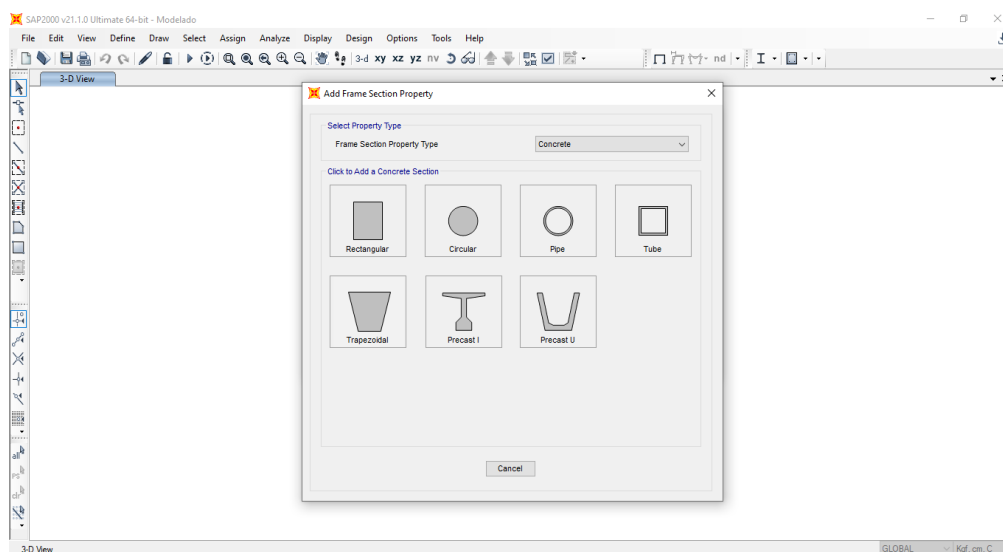 SAP2000 v21.1.0 Ultimate 64-bit - Modelado
File Edit View Define Draw Select Assign Analyze Display Design Options Tools Help
3-d xy xz yz nv
nd
3-D View
Add Frame Section Property
Select Property Type
Frame Section Property Type
Concrete
Click to Add a Concrete Section
Rectangular
Circular
Pipe
Tube
Trapezoidal
Precast I
Precast U
Cancel
all
ps
clr
3-D View
GLOBAL
Kgf, cm, C